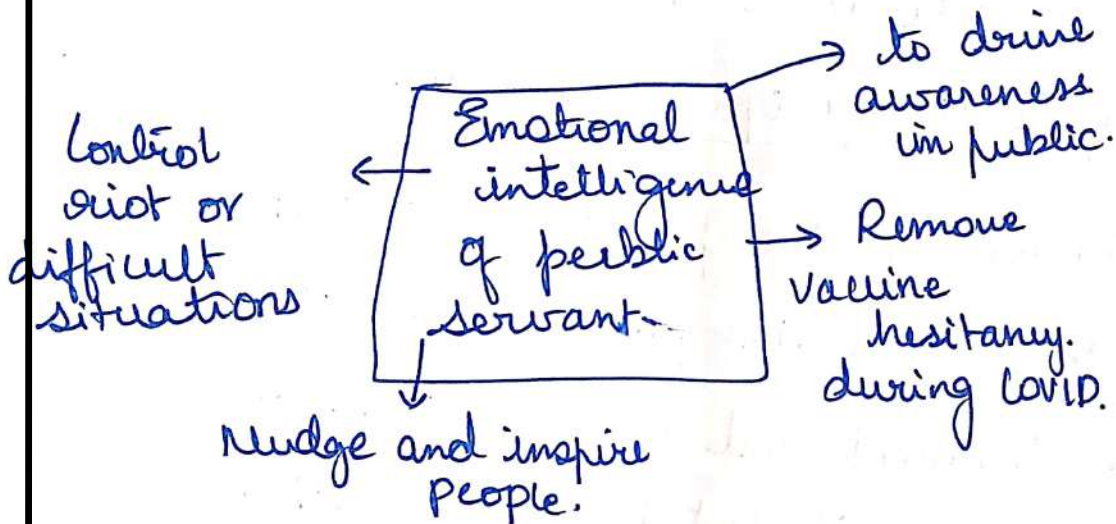 Emotional
intelligence
of public
servant
Control
riot or
difficult
situations
to drive
awareness
in public.
Remove
vaccine
hesitancy.
during COVID.
Nudge and inspire
People.